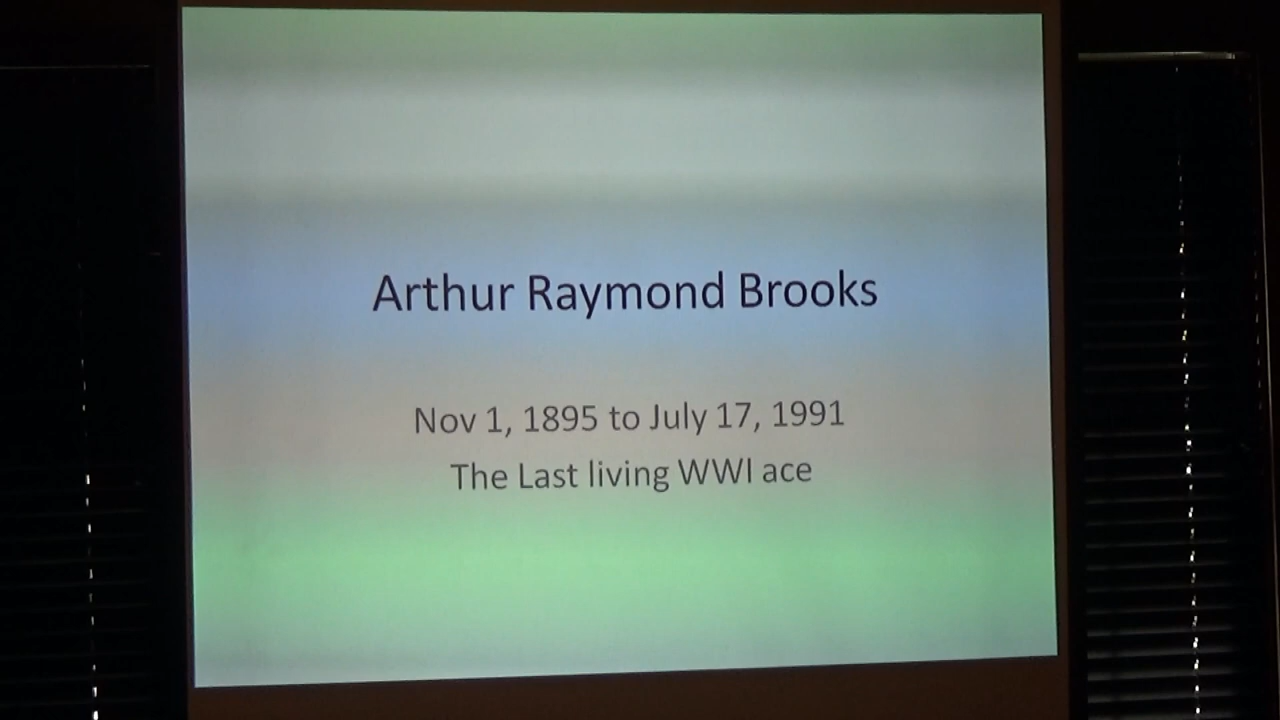 Arthur Raymond Brooks
Nov 1, 1895 to July 17, 1991
The Last living WWI ace